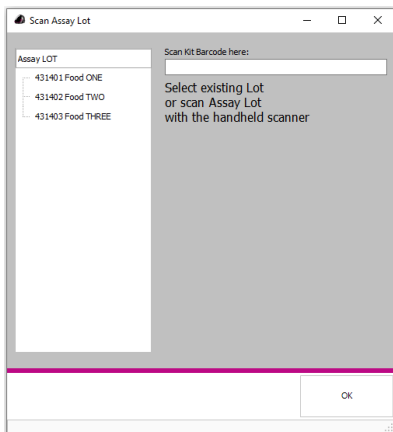 Scan Assay Lot
Assay LOT
431401 Food ONE
431402 Food TWO
431403 Food THREE
Scan Kit Barcode here:
Select existing Lot
or scan Assay Lot
with the handheld scanner
OK